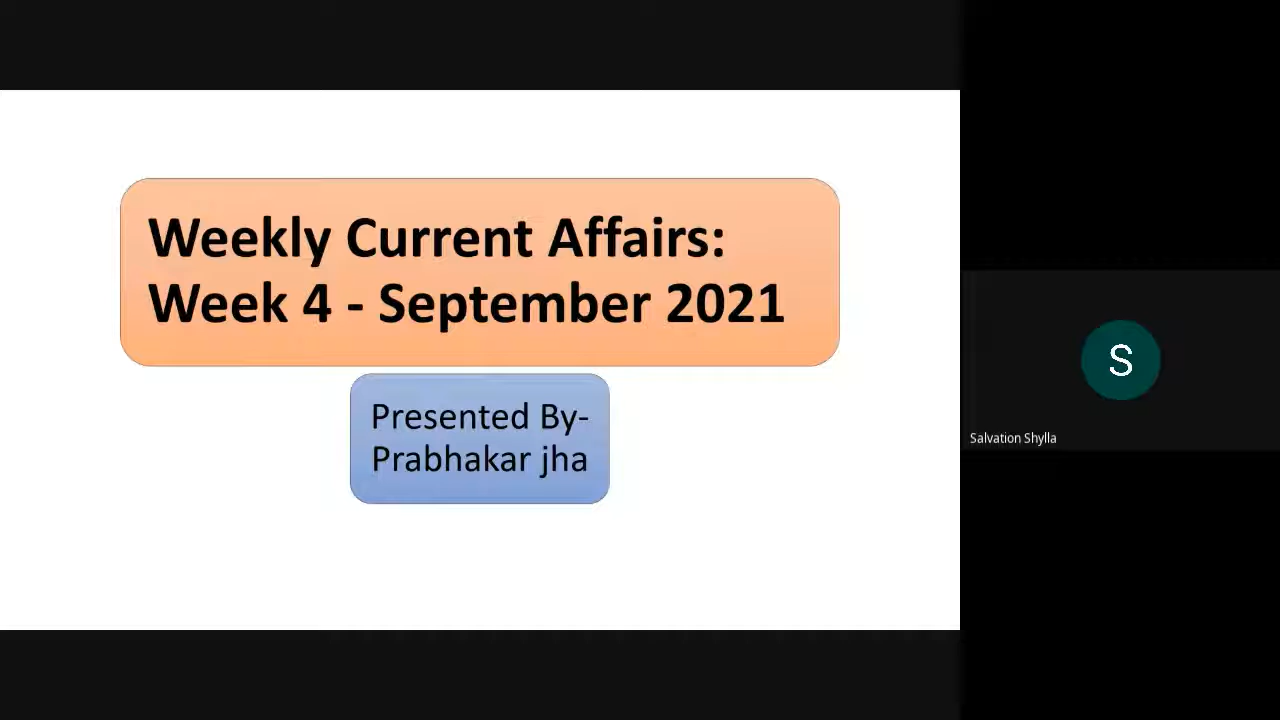 Weekly Current Affairs:
Week 4 - September 2021
Presented By-
Prabhakar jha
S
Salvation Shylla